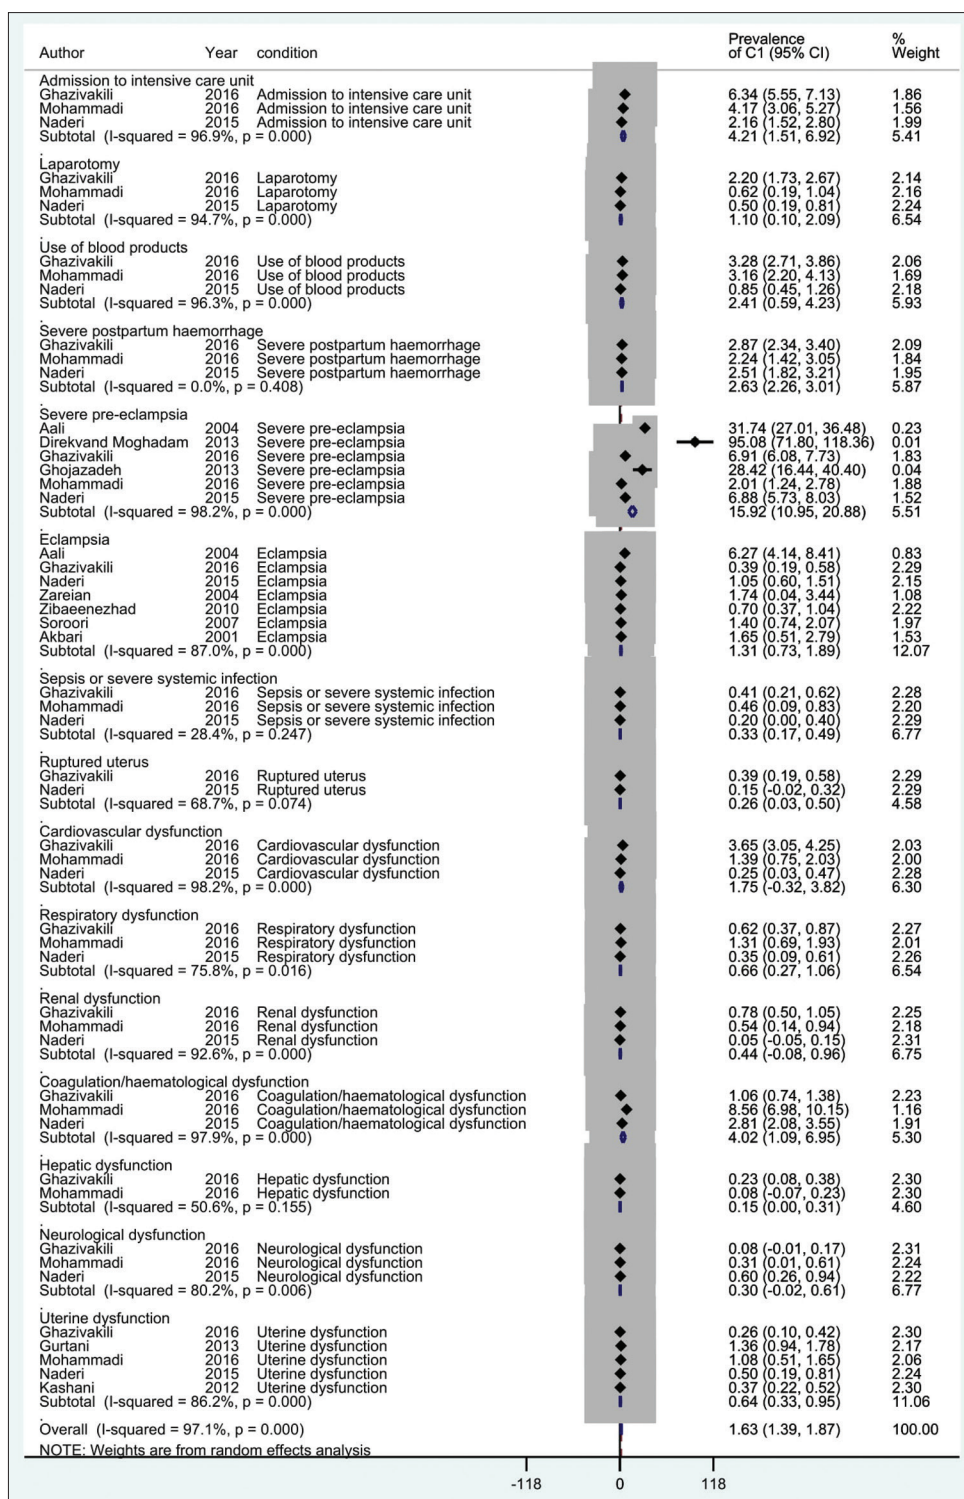 Prevalence %
Author Year condition of C1 (95% CI) Weight
Admission to intensive care unit
Ghazivakili 2016 Admission to intensive care unit 6.34 (5.55, 7.13) 1.86
Mohammadi 2016 Admission to intensive care unit 4.17 (3.06, 5.27) 1.56
Naderi 2015 Admission to intensive care unit 2.16 (1.52, 2.80) 1.99
Subtotal (I-squared = 96.9%, p = 0.000) 4.21 (1.51, 6.92) 5.41
.
Laparotomy
Ghazivakili 2016 Laparotomy 2.20 (1.73, 2.67) 2.14
Mohammadi 2016 Laparotomy 0.62 (0.19, 1.04) 2.16
Naderi 2015 Laparotomy 0.50 (0.19, 0.81) 2.24
Subtotal (I-squared = 94.7%, p = 0.000) 1.10 (0.10, 2.09) 6.54
.
Use of blood products
Ghazivakili 2016 Use of blood products 3.28 (2.71, 3.86) 2.06
Mohammadi 2016 Use of blood products 3.16 (2.20, 4.13) 1.69
Naderi 2015 Use of blood products 0.85 (0.45, 1.26) 2.18
Subtotal (I-squared = 96.3%, p = 0.000) 2.41 (0.59, 4.23) 5.93
.
Severe postpartum haemorrhage
Ghazivakili 2016 Severe postpartum haemorrhage 2.87 (2.34, 3.40) 2.09
Mohammadi 2016 Severe postpartum haemorrhage 2.24 (1.42, 3.05) 1.84
Naderi 2015 Severe postpartum haemorrhage 2.51 (1.82, 3.21) 1.95
Subtotal (I-squared = 0.0%, p = 0.408) 2.63 (2.26, 3.01) 5.87
.
Severe pre-eclampsia
Aali 2004 Severe pre-eclampsia 31.74 (27.01, 36.48) 0.23
Direkvand Moghadam 2013 Severe pre-eclampsia 95.08 (71.80, 118.36) 0.01
Ghazivakili 2016 Severe pre-eclampsia 6.91 (6.08, 7.73) 1.83
Ghojazadeh 2013 Severe pre-eclampsia 28.42 (16.44, 40.40) 0.04
Mohammadi 2016 Severe pre-eclampsia 2.01 (1.24, 2.78) 1.88
Naderi 2015 Severe pre-eclampsia 6.88 (5.73, 8.03) 1.52
Subtotal (I-squared = 98.2%, p = 0.000) 15.92 (10.95, 20.88) 5.51
.
Eclampsia
Aali 2004 Eclampsia 6.27 (4.14, 8.41) 0.83
Ghazivakili 2016 Eclampsia 0.39 (0.19, 0.58) 2.29
Naderi 2015 Eclampsia 1.05 (0.60, 1.51) 2.15
Zareian 2004 Eclampsia 1.74 (0.04, 3.44) 1.08
Zibaeenezhad 2010 Eclampsia 0.70 (0.37, 1.04) 2.22
Soroori 2007 Eclampsia 1.40 (0.74, 2.07) 1.97
Akbari 2001 Eclampsia 1.65 (0.51, 2.79) 1.53
Subtotal (I-squared = 87.0%, p = 0.000) 1.31 (0.73, 1.89) 12.07
.
Sepsis or severe systemic infection
Ghazivakili 2016 Sepsis or severe systemic infection 0.41 (0.21, 0.62) 2.28
Mohammadi 2016 Sepsis or severe systemic infection 0.46 (0.09, 0.83) 2.20
Naderi 2015 Sepsis or severe systemic infection 0.20 (0.00, 0.40) 2.29
Subtotal (I-squared = 28.4%, p = 0.247) 0.33 (0.17, 0.49) 6.77
.
Ruptured uterus
Ghazivakili 2016 Ruptured uterus 0.39 (0.19, 0.58) 2.29
Naderi 2015 Ruptured uterus 0.15 (-0.02, 0.32) 2.29
Subtotal (I-squared = 68.7%, p = 0.074) 0.26 (0.03, 0.50) 4.58
.
Cardiovascular dysfunction
Ghazivakili 2016 Cardiovascular dysfunction 3.65 (3.05, 4.25) 2.03
Mohammadi 2016 Cardiovascular dysfunction 1.39 (0.75, 2.03) 2.00
Naderi 2015 Cardiovascular dysfunction 0.25 (0.03, 0.47) 2.28
Subtotal (I-squared = 98.2%, p = 0.000) 1.75 (-0.32, 3.82) 6.30
.
Respiratory dysfunction
Ghazivakili 2016 Respiratory dysfunction 0.62 (0.37, 0.87) 2.27
Mohammadi 2016 Respiratory dysfunction 1.31 (0.69, 1.93) 2.01
Naderi 2015 Respiratory dysfunction 0.35 (0.09, 0.61) 2.26
Subtotal (I-squared = 75.8%, p = 0.016) 0.66 (0.27, 1.06) 6.54
.
Renal dysfunction
Ghazivakili 2016 Renal dysfunction 0.78 (0.50, 1.05) 2.25
Mohammadi 2016 Renal dysfunction 0.54 (0.14, 0.94) 2.18
Naderi 2015 Renal dysfunction 0.05 (-0.05, 0.15) 2.31
Subtotal (I-squared = 92.6%, p = 0.000) 0.44 (-0.08, 0.96) 6.75
.
Coagulation/haematological dysfunction
Ghazivakili 2016 Coagulation/haematological dysfunction 1.06 (0.74, 1.38) 2.23
Mohammadi 2016 Coagulation/haematological dysfunction 8.56 (6.98, 10.15) 1.16
Naderi 2015 Coagulation/haematological dysfunction 2.81 (2.08, 3.55) 1.91
Subtotal (I-squared = 97.9%, p = 0.000) 4.02 (1.09, 6.95) 5.30
.
Hepatic dysfunction
Ghazivakili 2016 Hepatic dysfunction 0.23 (0.08, 0.38) 2.30
Mohammadi 2016 Hepatic dysfunction 0.08 (-0.07, 0.23) 2.30
Subtotal (I-squared = 50.6%, p = 0.155) 0.15 (0.00, 0.31) 4.60
.
Neurological dysfunction
Ghazivakili 2016 Neurological dysfunction 0.08 (-0.01, 0.17) 2.31
Mohammadi 2016 Neurological dysfunction 0.31 (0.01, 0.61) 2.24
Naderi 2015 Neurological dysfunction 0.60 (0.26, 0.94) 2.22
Subtotal (I-squared = 80.2%, p = 0.006) 0.30 (-0.02, 0.61) 6.77
.
Uterine dysfunction
Ghazivakili 2016 Uterine dysfunction 0.26 (0.10, 0.42) 2.30
Gurtani 2013 Uterine dysfunction 1.36 (0.94, 1.78) 2.17
Mohammadi 2016 Uterine dysfunction 1.08 (0.51, 1.65) 2.06
Naderi 2015 Uterine dysfunction 0.50 (0.19, 0.81) 2.24
Kashani 2012 Uterine dysfunction 0.37 (0.22, 0.52) 2.30
Subtotal (I-squared = 86.2%, p = 0.000) 0.64 (0.33, 0.95) 11.06
.
Overall (I-squared = 97.1%, p = 0.000) 1.63 (1.39, 1.87) 100.00
NOTE: Weights are from random effects analysis
-118 0 118